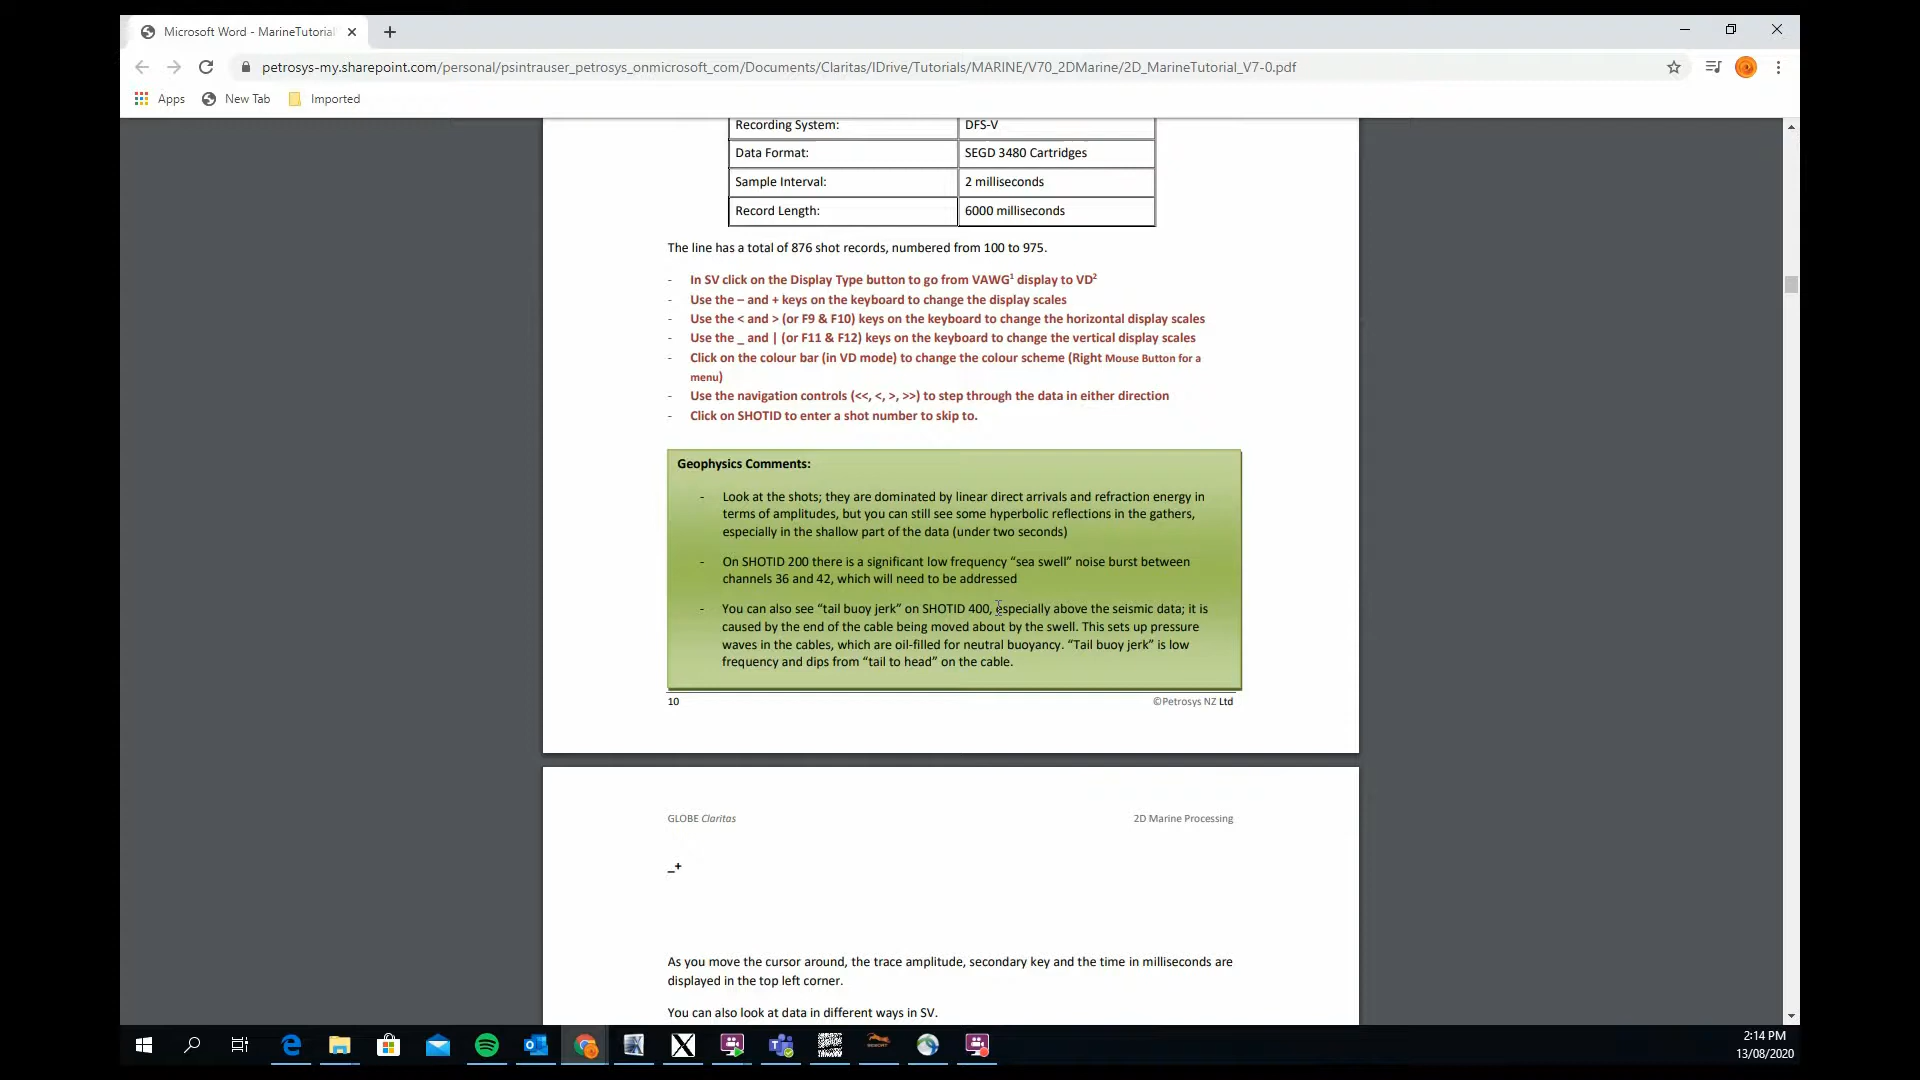 Microsoft Word - MarineTutorial
petrosys-my.sharepoint.com/personal/psintrauser_petrosys_onmicrosoft_com/Documents/Claritas/IDrive/Tutorials/MARINE/V70_2DMarine/2D_MarineTutorial_V7-0.pdf
Apps New Tab Imported
Recording System: DFS-V
Data Format: SEGD 3480 Cartridges
Sample Interval: 2 milliseconds
Record Length: 6000 milliseconds
The line has a total of 876 shot records, numbered from 100 to 975.
- In SV click on the Display Type button to go from VAWG1 display to VD2
- Use the – and + keys on the keyboard to change the display scales
- Use the < and > (or F9 & F10) keys on the keyboard to change the horizontal display scales
- Use the _ and | (or F11 & F12) keys on the keyboard to change the vertical display scales
- Click on the colour bar (in VD mode) to change the colour scheme (Right Mouse Button for a
menu)
- Use the navigation controls (<<, <, >, >>) to step through the data in either direction
- Click on SHOTID to enter a shot number to skip to.
Geophysics Comments:
- Look at the shots; they are dominated by linear direct arrivals and refraction energy in
terms of amplitudes, but you can still see some hyperbolic reflections in the gathers,
especially in the shallow part of the data (under two seconds)
- On SHOTID 200 there is a significant low frequency “sea swell” noise burst between
channels 36 and 42, which will need to be addressed
- You can also see “tail buoy jerk” on SHOTID 400, especially above the seismic data; it is
caused by the end of the cable being moved about by the swell. This sets up pressure
waves in the cables, which are oil-filled for neutral buoyancy. “Tail buoy jerk” is low
frequency and dips from “tail to head” on the cable.
10 ©Petrosys NZ Ltd
GLOBE Claritas 2D Marine Processing
_+
As you move the cursor around, the trace amplitude, secondary key and the time in milliseconds are
displayed in the top left corner.
You can also look at data in different ways in SV.
2:14 PM
13/08/2020